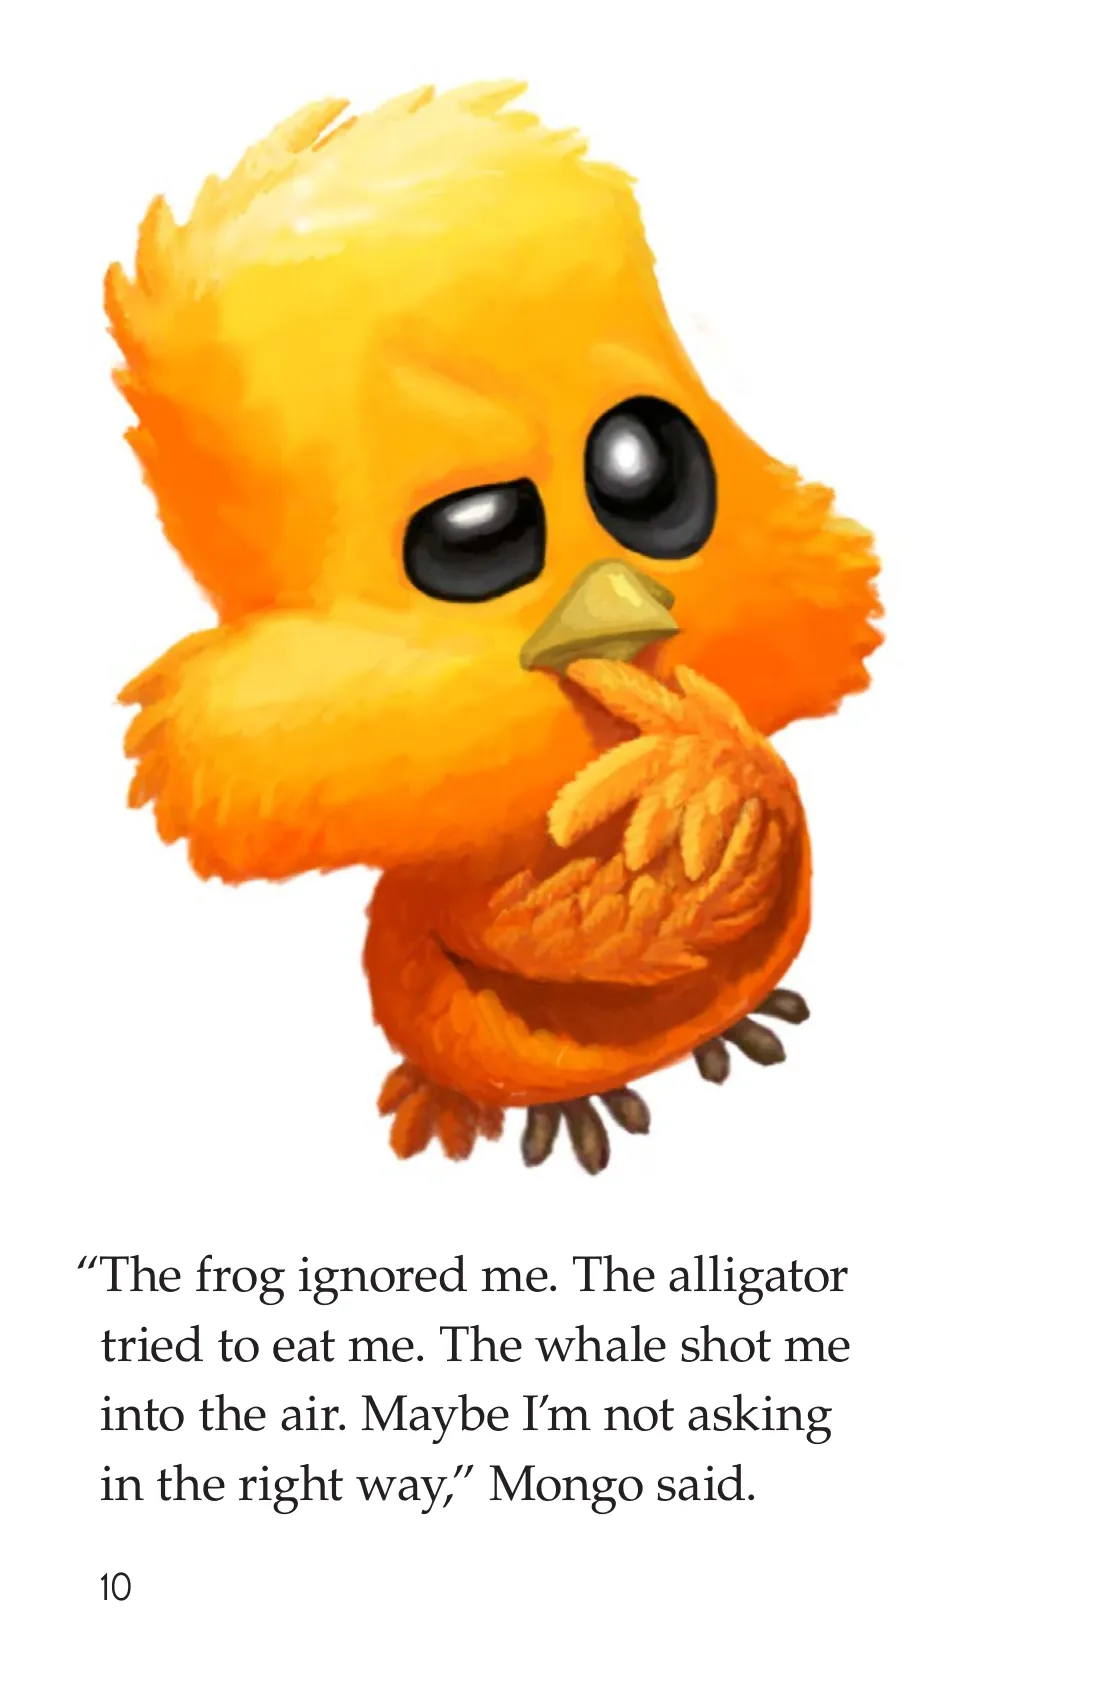 “The frog ignored me. The alligator
tried to eat me. The whale shot me
into the air. Maybe I’m not asking
in the right way,” Mongo said.
10